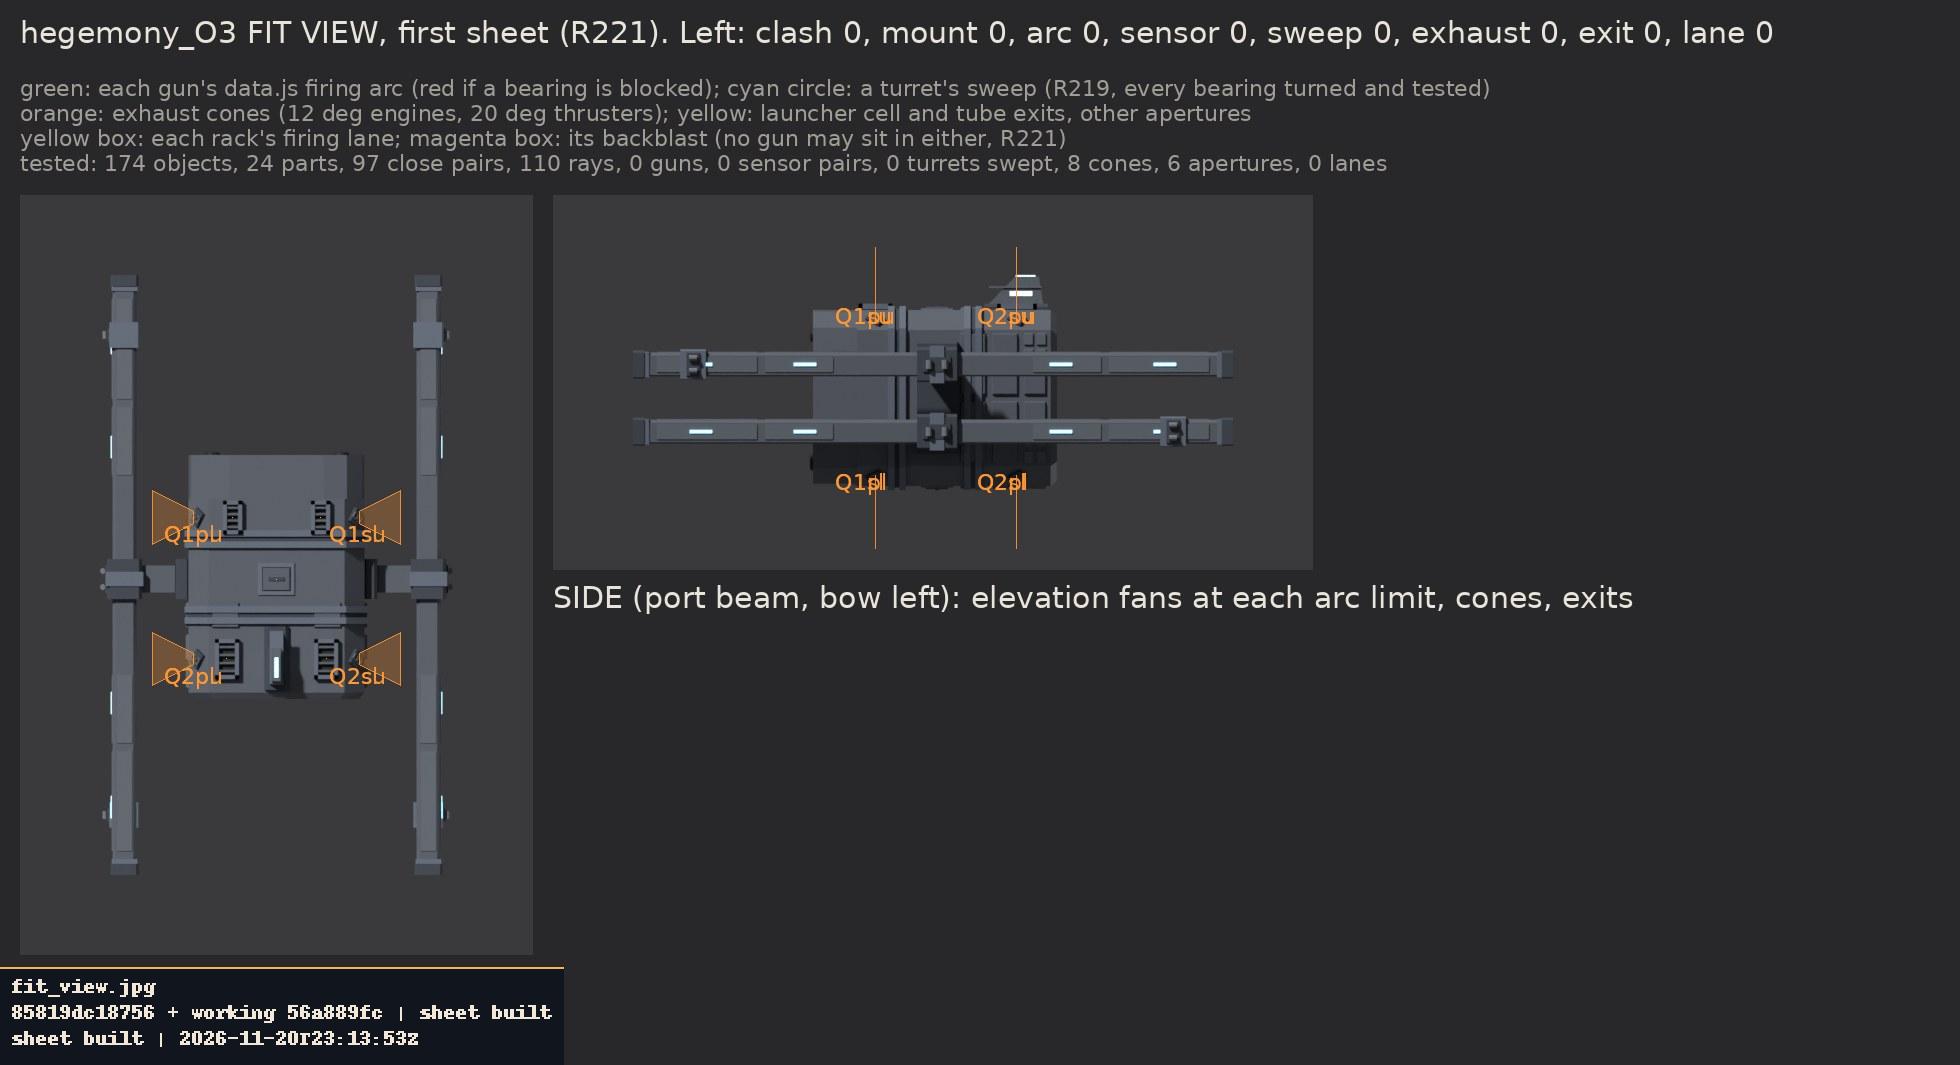 hegemony_O3 FIT VIEW, first sheet (R221). Left: clash 0, mount 0, arc 0, sensor 0, sweep 0, exhaust 0, exit 0, lane 0
green: each gun's data.js firing arc (red if a bearing is blocked); cyan circle: a turret's sweep (R219, every bearing turned and tested)
orange: exhaust cones (12 deg engines, 20 deg thrusters); yellow: launcher cell and tube exits, other apertures
yellow box: each rack's firing lane; magenta box: its backblast (no gun may sit in either, R221)
tested: 174 objects, 24 parts, 97 close pairs, 110 rays, 0 guns, 0 sensor pairs, 0 turrets swept, 8 cones, 6 apertures, 0 lanes
Q1pu Q1su
Q2pu Q2su
SIDE (port beam, bow left): elevation fans at each arc limit, cones, exits
fit_view.jpg
85819dc18756 + working 56a889fc | sheet built
sheet built | 2026-11-20T23:13:53Z